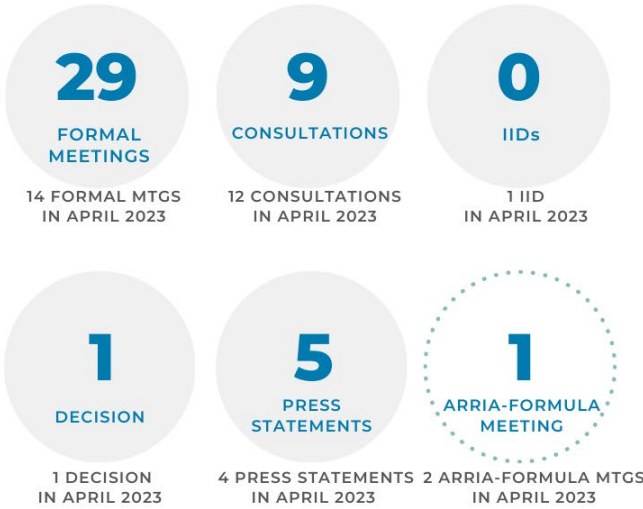 29
FORMAL
MEETINGS
14 FORMAL MTGS
IN APRIL 2023
9
CONSULTATIONS
12 CONSULTATIONS
IN APRIL 2023
0
IIDs
1 IID
IN APRIL 2023
1
DECISION
1 DECISION
IN APRIL 2023
5
PRESS
STATEMENTS
4 PRESS STATEMENTS
IN APRIL 2023
1
ARRIA-FORMULA
MEETING
2 ARRIA-FORMULA MTGS
IN APRIL 2023